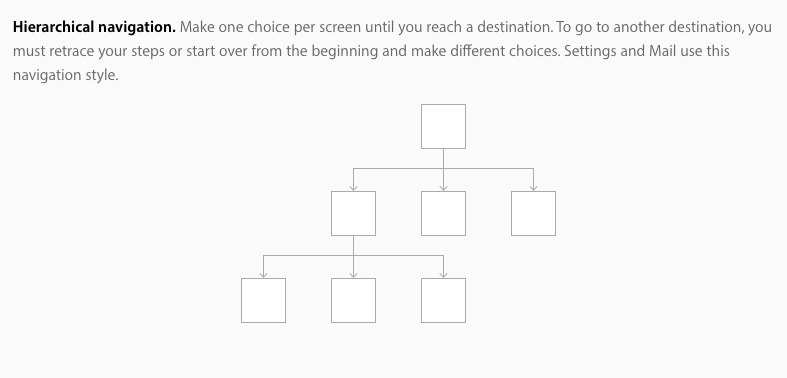 Hierarchical navigation. Make one choice per screen until you reach a destination. To go to another destination, you
must retrace your steps or start over from the beginning and make different choices. Settings and Mail use this
navigation style.